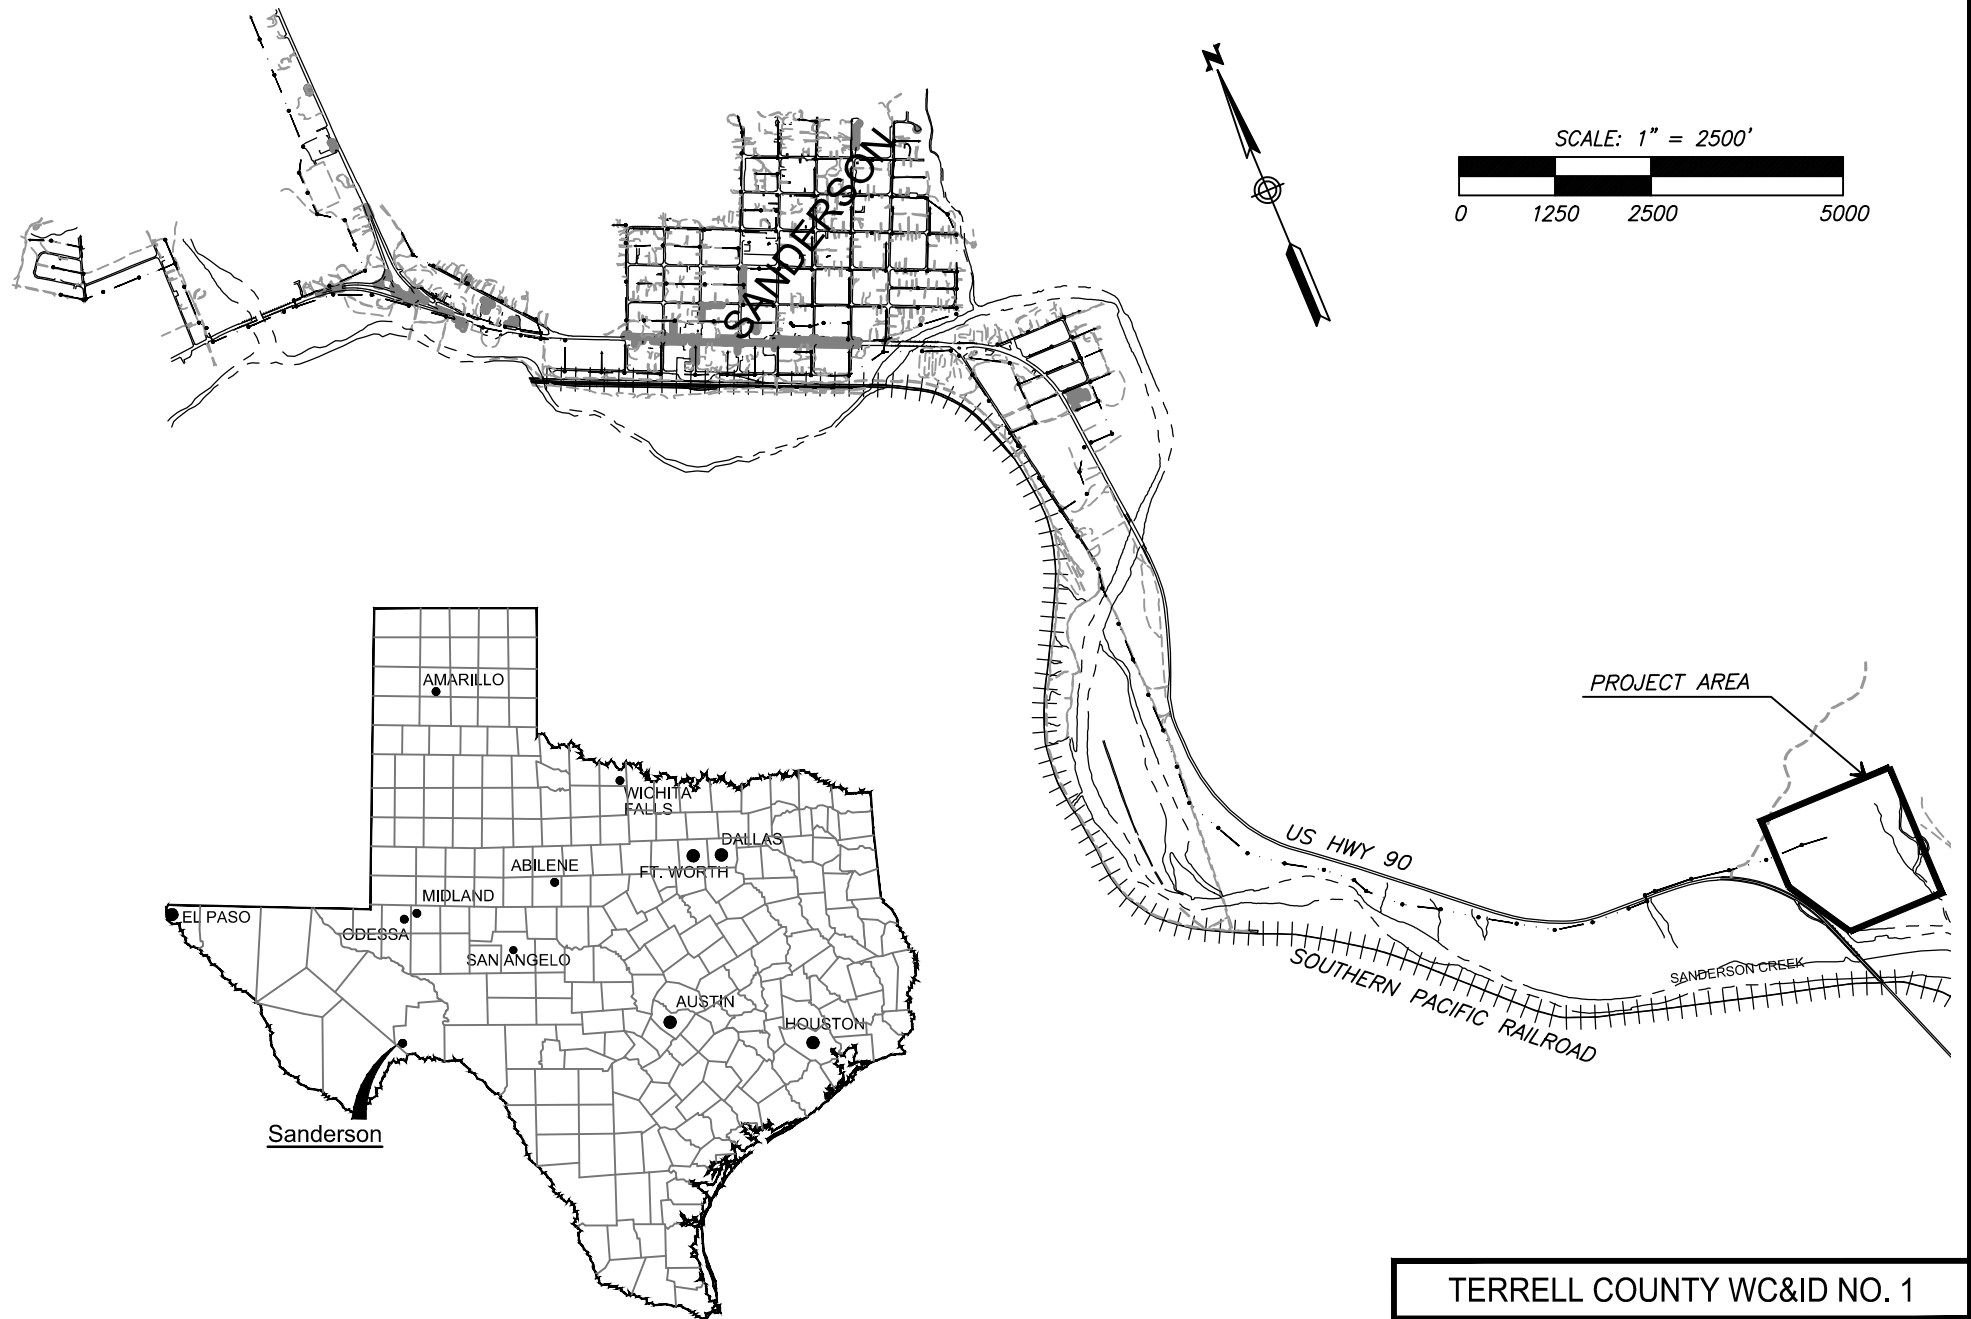 N
SCALE: 1" = 2500'
0 1250 2500 5000
SANDERSON
PROJECT AREA
US HWY 90
SOUTHERN PACIFIC RAILROAD
SANDERSON CREEK
AMARILLO
WICHITA
FALLS
DALLAS
FT. WORTH
ABILENE
MIDLAND
ODESSA
EL PASO
SAN ANGELO
AUSTIN
HOUSTON
Sanderson
TERRELL COUNTY WC&ID NO. 1